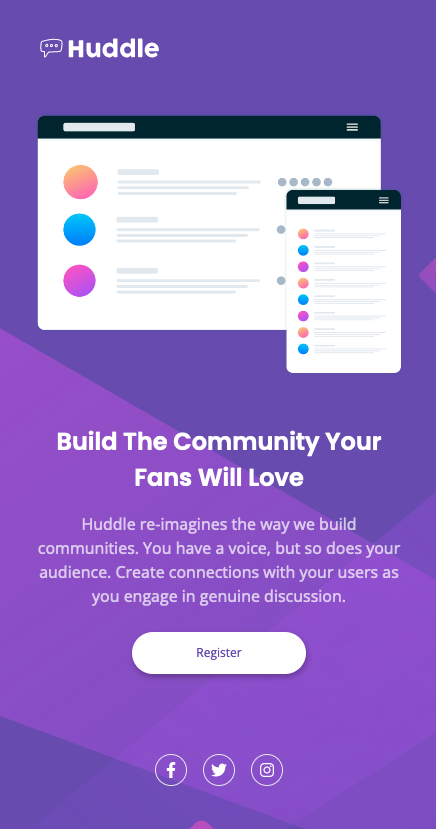 Huddle
Build The Community Your
Fans Will Love
Huddle re-imagines the way we build
communities. You have a voice, but so does your
audience. Create connections with your users as
you engage in genuine discussion.
Register